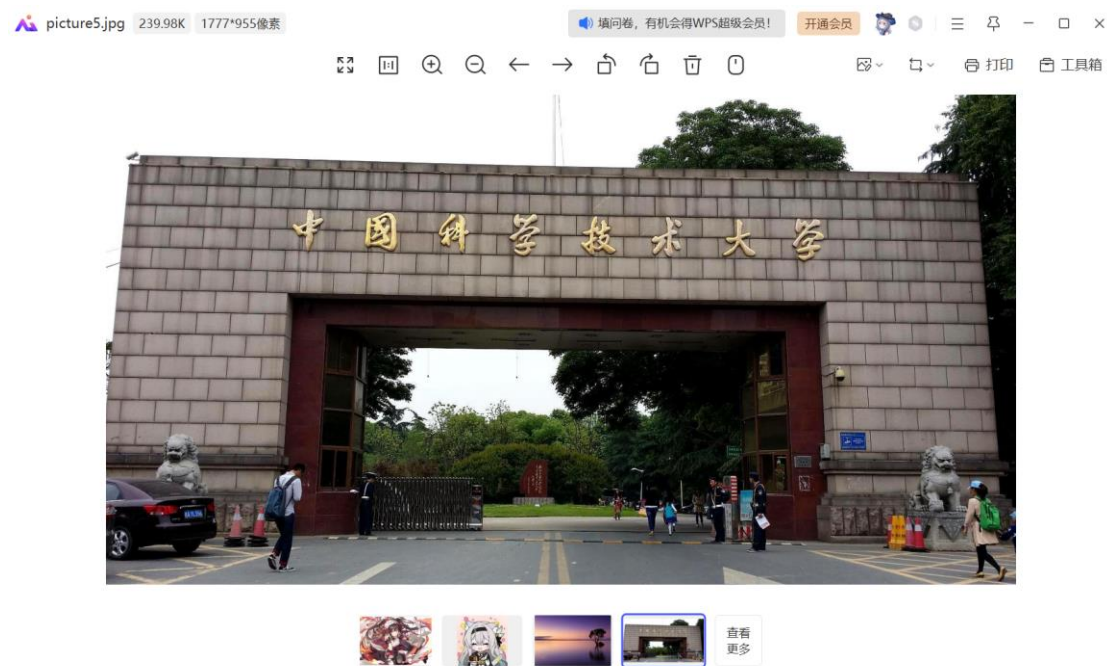 picture5.jpg 239.98K 1777*955像素 填问卷，有机会得WPS超级会员！ 开通会员
1:1 打印 工具箱
中国科学技术大学
查看
更多